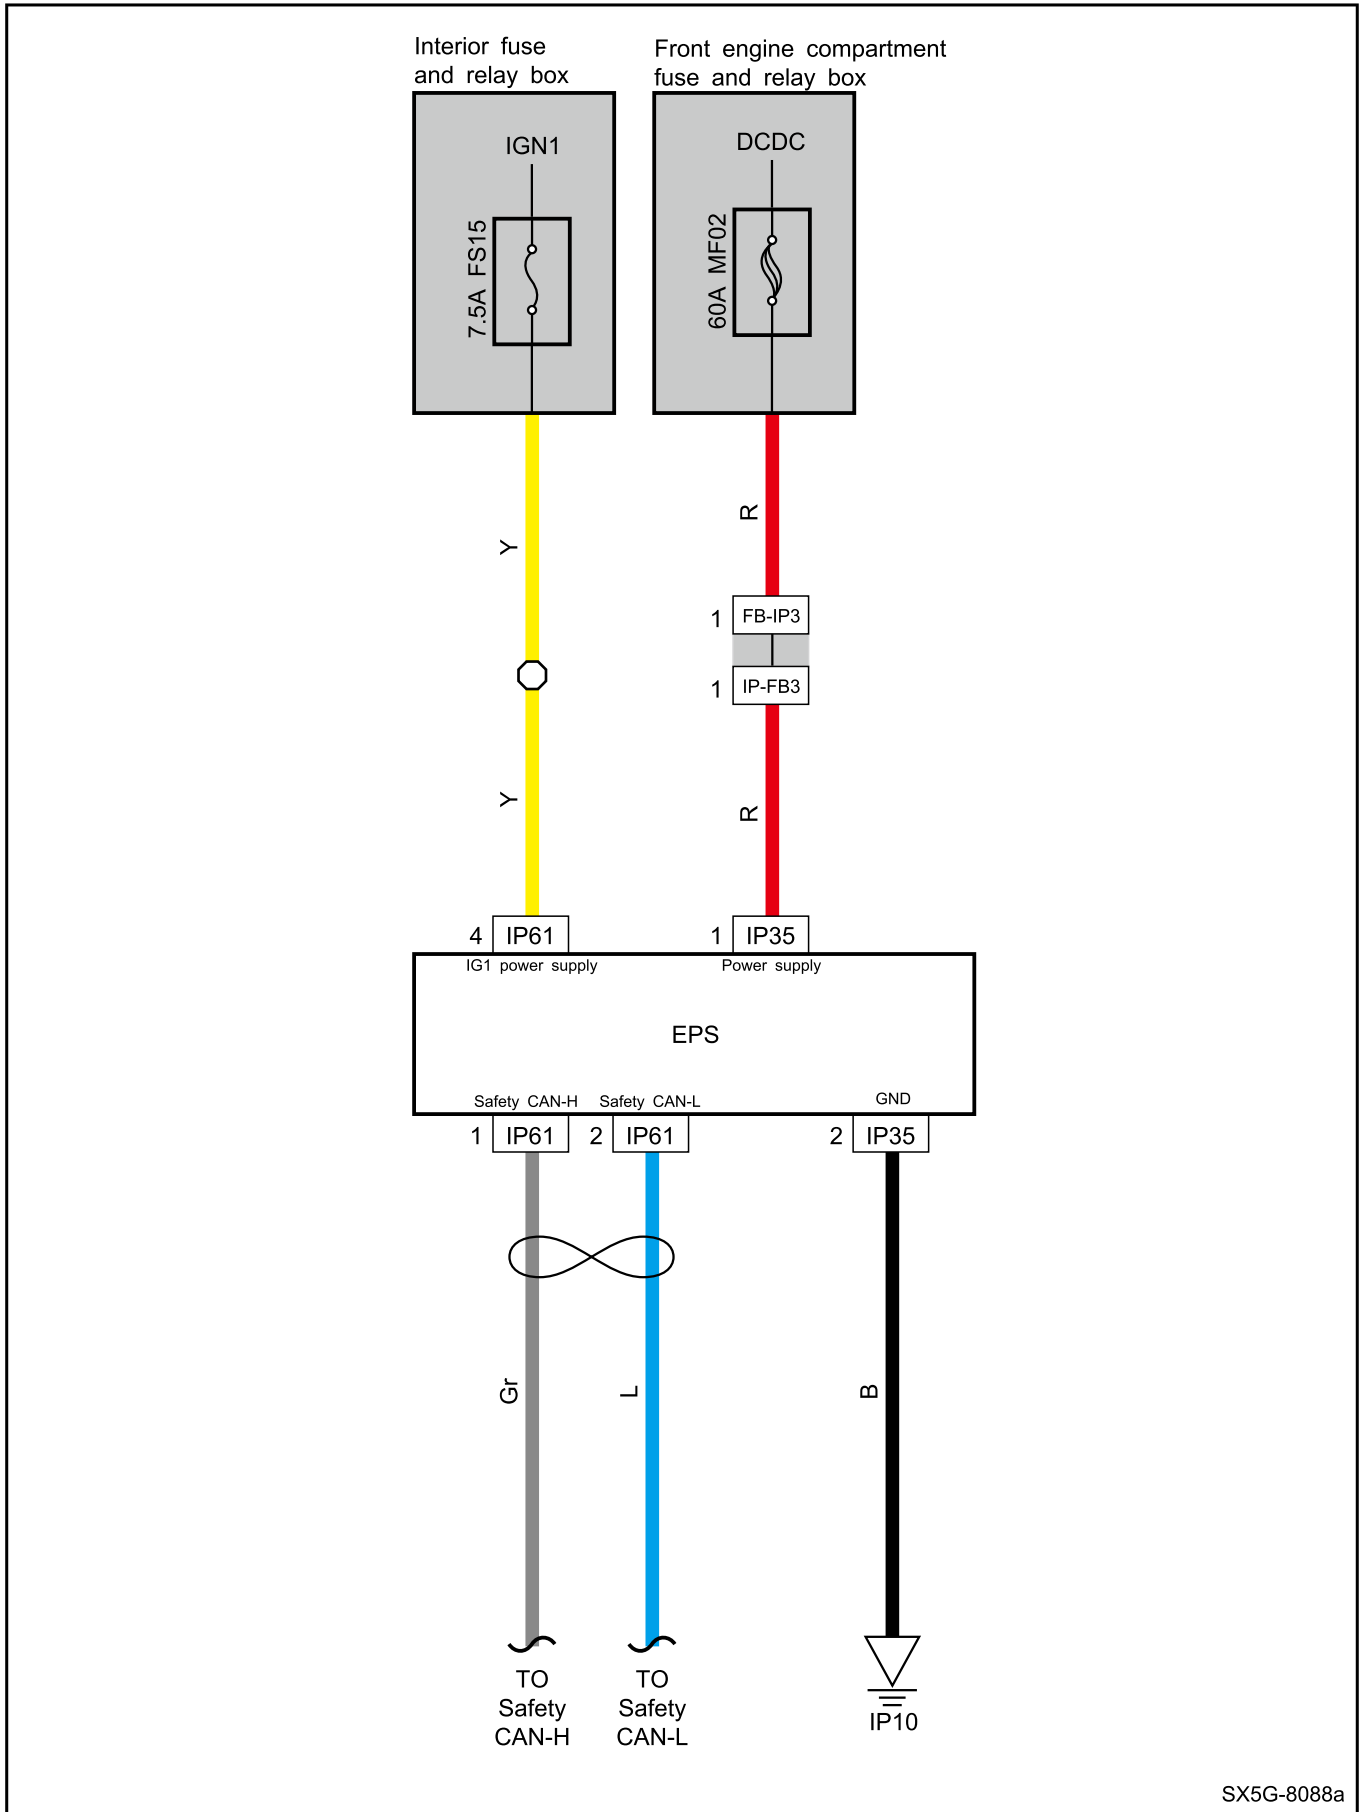 Interior fuse
and relay box
Front engine compartment
fuse and relay box
IGN1
7.5A FS15
DCDC
60A MF02
Y
R
1 FB-IP3
1 IP-FB3
Y
R
4 IP61
1 IP35
IG1 power supply
Power supply
EPS
Safety CAN-H
Safety CAN-L
GND
1 IP61
2 IP61
2 IP35
Gr
L
B
TO
Safety
CAN-H
TO
Safety
CAN-L
IP10
SX5G-8088a